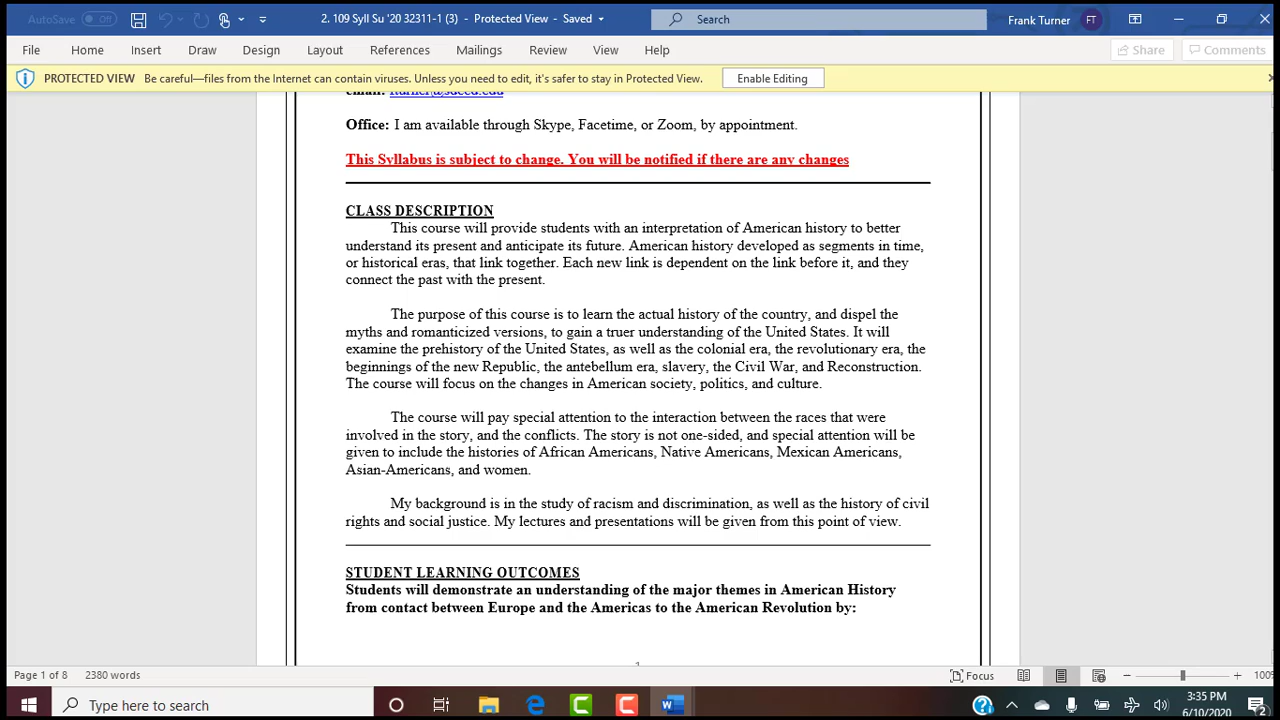 AutoSave Off 2. 109 Syll Su '20 32311-1 (3) - Protected View - Saved Search Frank Turner FT
File Home Insert Draw Design Layout References Mailings Review View Help Share Comments
PROTECTED VIEW Be careful—files from the Internet can contain viruses. Unless you need to edit, it's safer to stay in Protected View. Enable Editing
email:
Office: I am available through Skype, Facetime, or Zoom, by appointment.
This Syllabus is subject to change. You will be notified if there are any changes
CLASS DESCRIPTION
This course will provide students with an interpretation of American history to better
understand its present and anticipate its future. American history developed as segments in time,
or historical eras, that link together. Each new link is dependent on the link before it, and they
connect the past with the present.
The purpose of this course is to learn the actual history of the country, and dispel the
myths and romanticized versions, to gain a truer understanding of the United States. It will
examine the prehistory of the United States, as well as the colonial era, the revolutionary era, the
beginnings of the new Republic, the antebellum era, slavery, the Civil War, and Reconstruction.
The course will focus on the changes in American society, politics, and culture.
The course will pay special attention to the interaction between the races that were
involved in the story, and the conflicts. The story is not one-sided, and special attention will be
given to include the histories of African Americans, Native Americans, Mexican Americans,
Asian-Americans, and women.
My background is in the study of racism and discrimination, as well as the history of civil
rights and social justice. My lectures and presentations will be given from this point of view.
STUDENT LEARNING OUTCOMES
Students will demonstrate an understanding of the major themes in American History
from contact between Europe and the Americas to the American Revolution by:
Page 1 of 8 2380 words Focus 100%
Type here to search 3:35 PM
6/10/2020 2